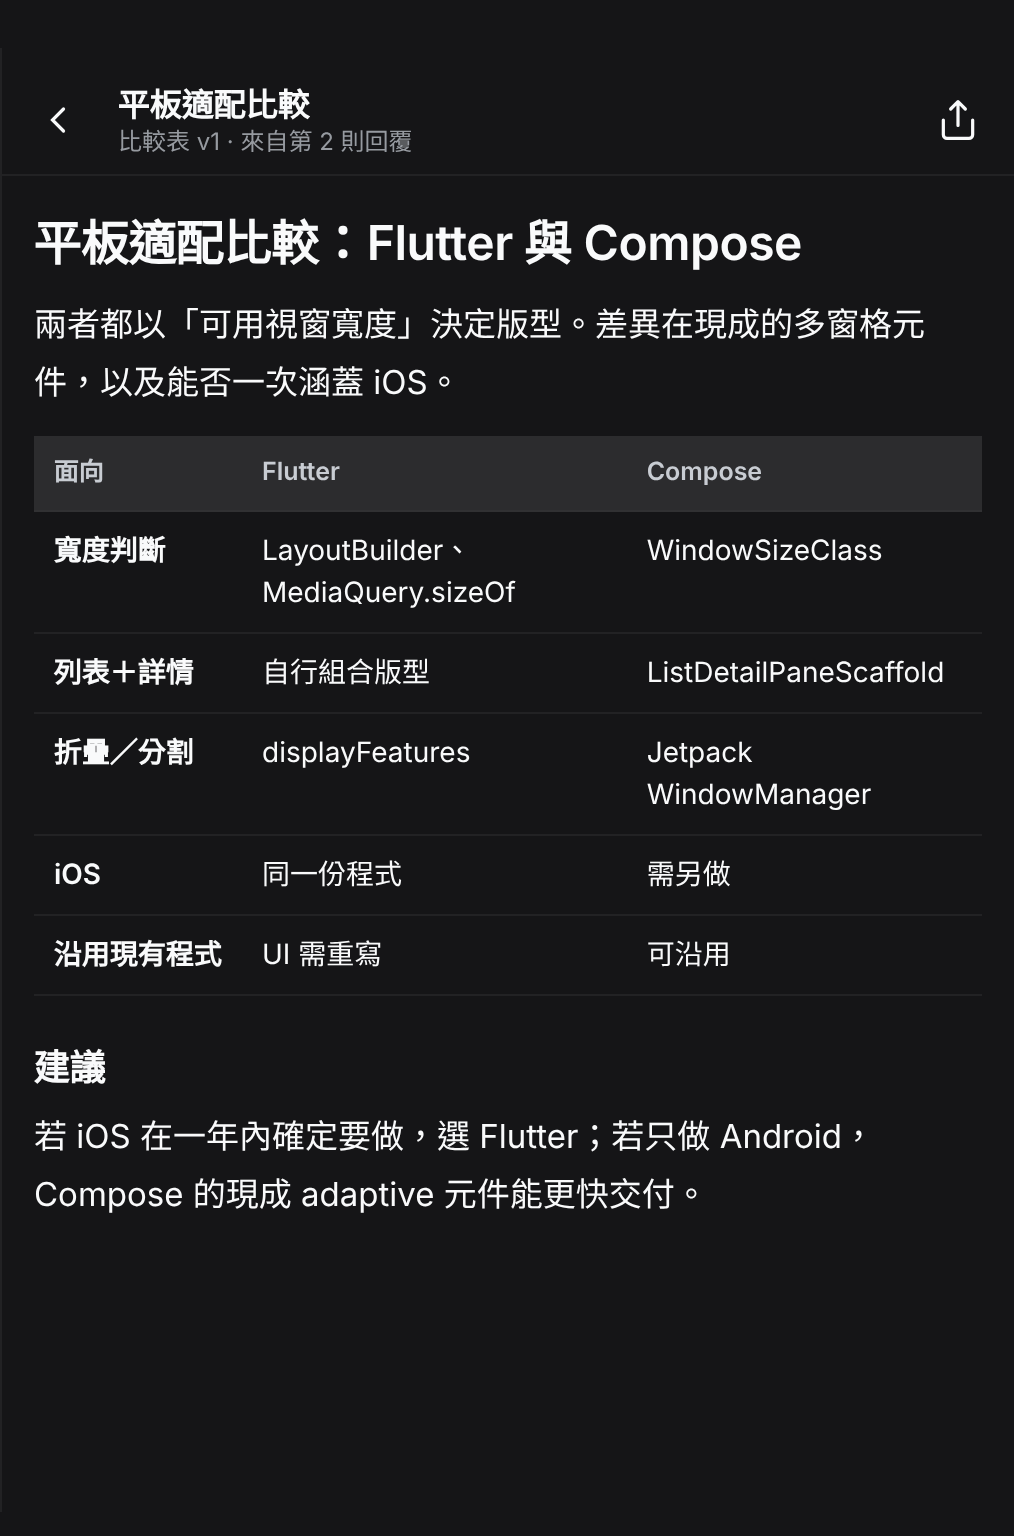 平板適配比較
比較表 v1 · 來自第 2 則回覆
平板適配比較：Flutter 與 Compose
兩者都以「可用視窗寬度」決定版型。差異在現成的多窗格元
件，以及能否一次涵蓋 iOS。
面向 Flutter Compose
寬度判斷 LayoutBuilder、 WindowSizeClass
MediaQuery.sizeOf
列表＋詳情 自行組合版型 ListDetailPaneScaffold
折疊／分割 displayFeatures Jetpack
WindowManager
iOS 同一份程式 需另做
沿用現有程式 UI 需重寫 可沿用
建議
若 iOS 在一年內確定要做，選 Flutter；若只做 Android，
Compose 的現成 adaptive 元件能更快交付。